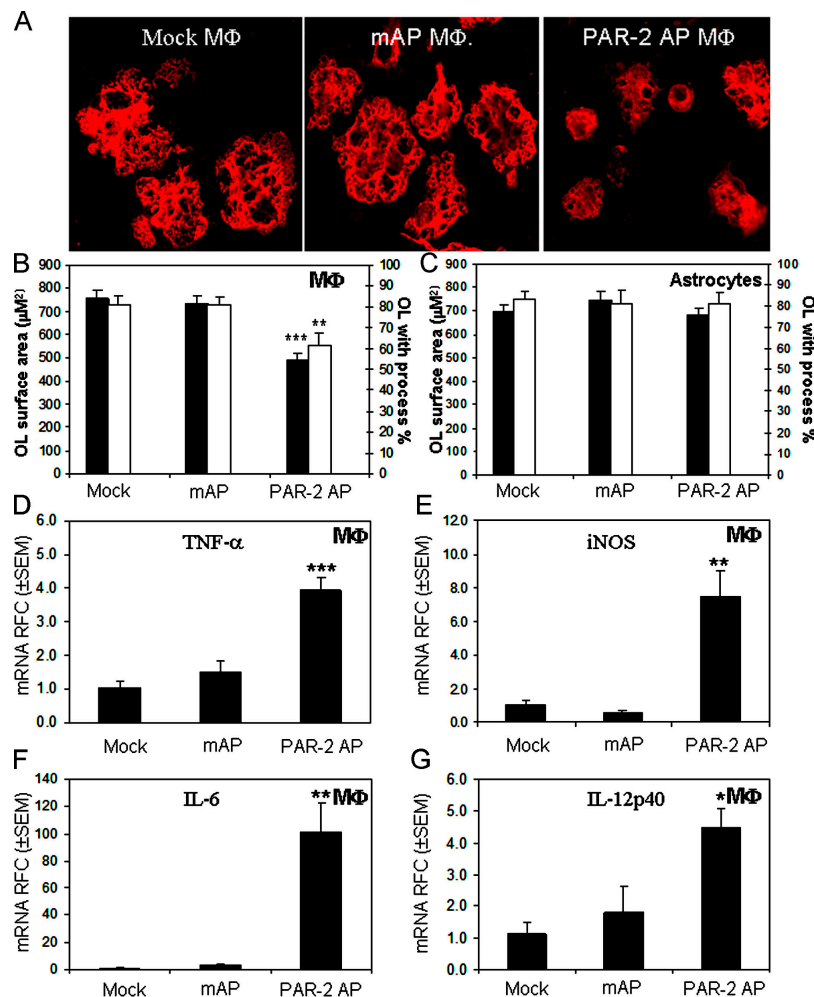 A
Mock MΦ
mAP MΦ.
PAR-2 AP MΦ
B
MΦ
OL surface area (µM²)
900
800
700
600
500
400
300
200
100
0
100
90
80
70
60
50
40
30
20
10
0
OL with process %
*** **
Mock mAP PAR-2 AP
C
Astrocytes
OL surface area (µM²)
900
800
700
600
500
400
300
200
100
0
100
90
80
70
60
50
40
30
20
10
0
OL with process %
Mock mAP PAR-2 AP
D
TNF-α
MΦ
mRNA RFC (±SEM)
6.0
5.0
4.0
3.0
2.0
1.0
0.0
***
Mock mAP PAR-2 AP
E
iNOS
MΦ
mRNA RFC (±SEM)
12.0
10.0
8.0
6.0
4.0
2.0
0.0
**
Mock mAP PAR-2 AP
F
IL-6
**MΦ
mRNA RFC (±SEM)
140
120
100
80
60
40
20
0
Mock mAP PAR-2 AP
G
IL-12p40
*MΦ
mRNA RFC (±SEM)
6.0
5.0
4.0
3.0
2.0
1.0
0.0
Mock mAP PAR-2 AP